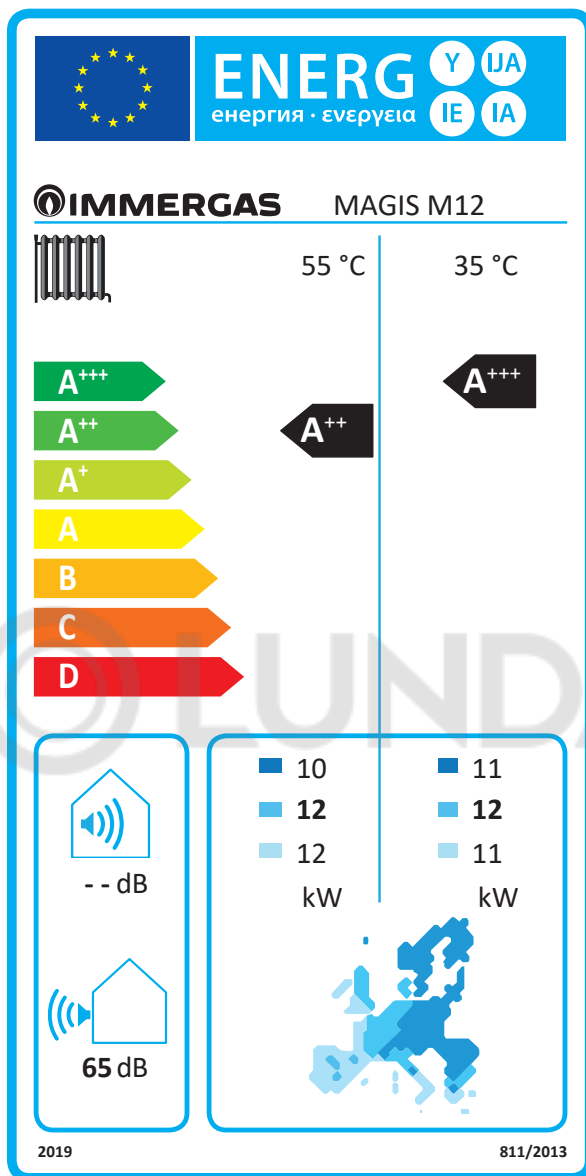 ENERG Y IJA
енергия · ενεργεια IE IA
IMMERGAS MAGIS M12
55 °C 35 °C
A+++ A+++
A++ A++
A+
A
B
C
D
LUNDA
10 11
12 12
12 11
kW kW
-- dB
65 dB
2019 811/2013